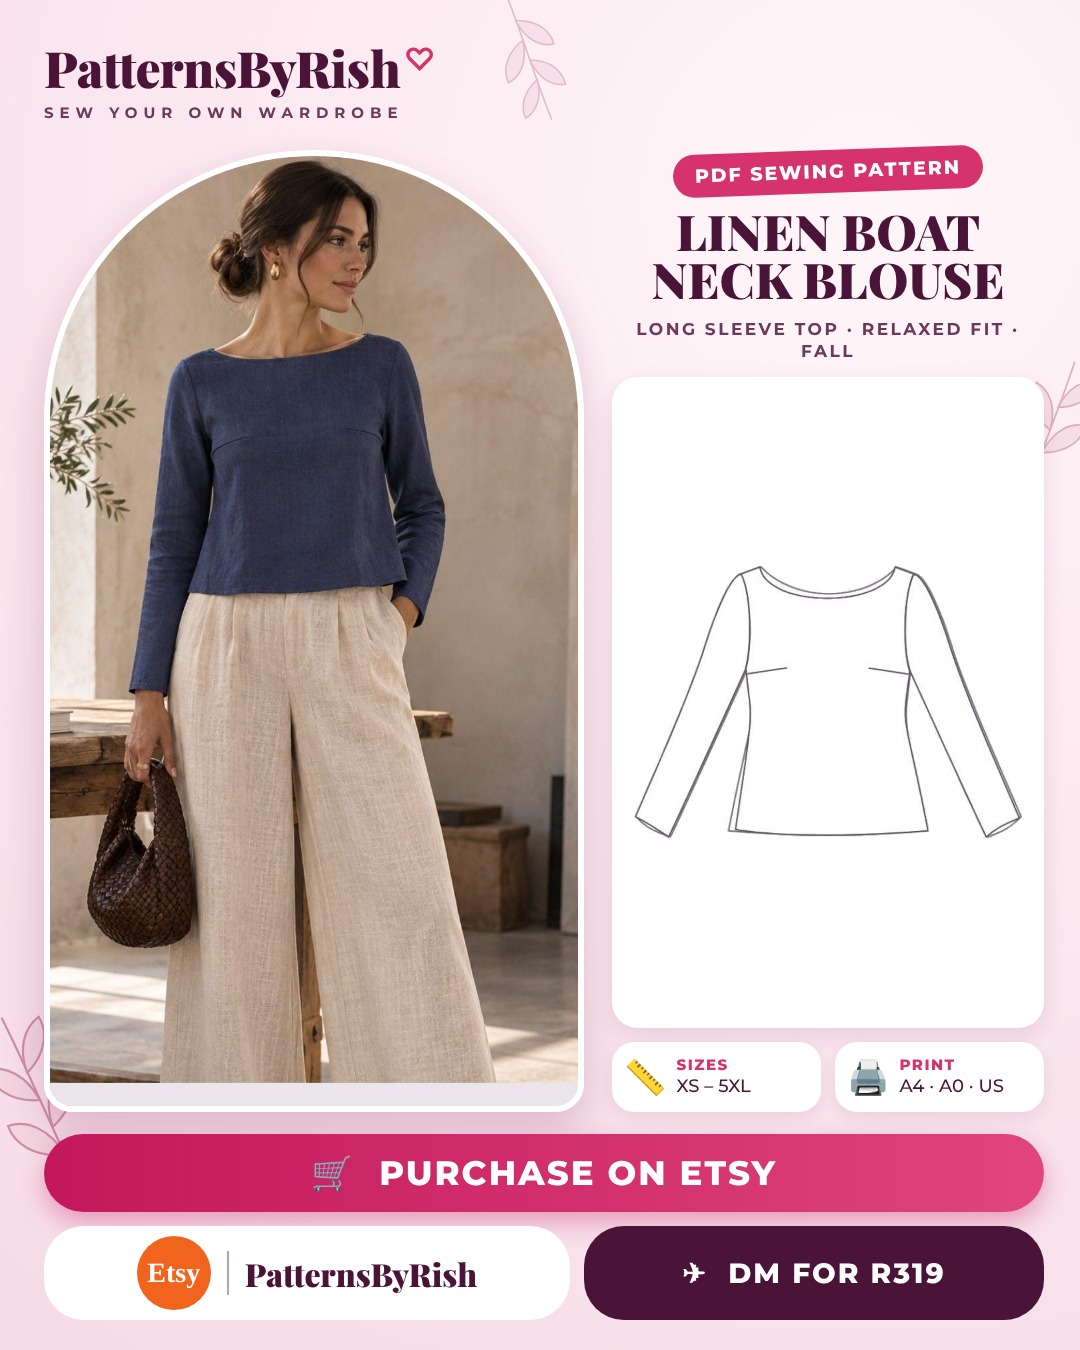 PatternsByRish
SEW YOUR OWN WARDROBE
PDF SEWING PATTERN
LINEN BOAT
NECK BLOUSE
LONG SLEEVE TOP · RELAXED FIT ·
FALL
SIZES
XS – 5XL
PRINT
A4 · A0 · US
PURCHASE ON ETSY
Etsy
PatternsByRish
DM FOR R319